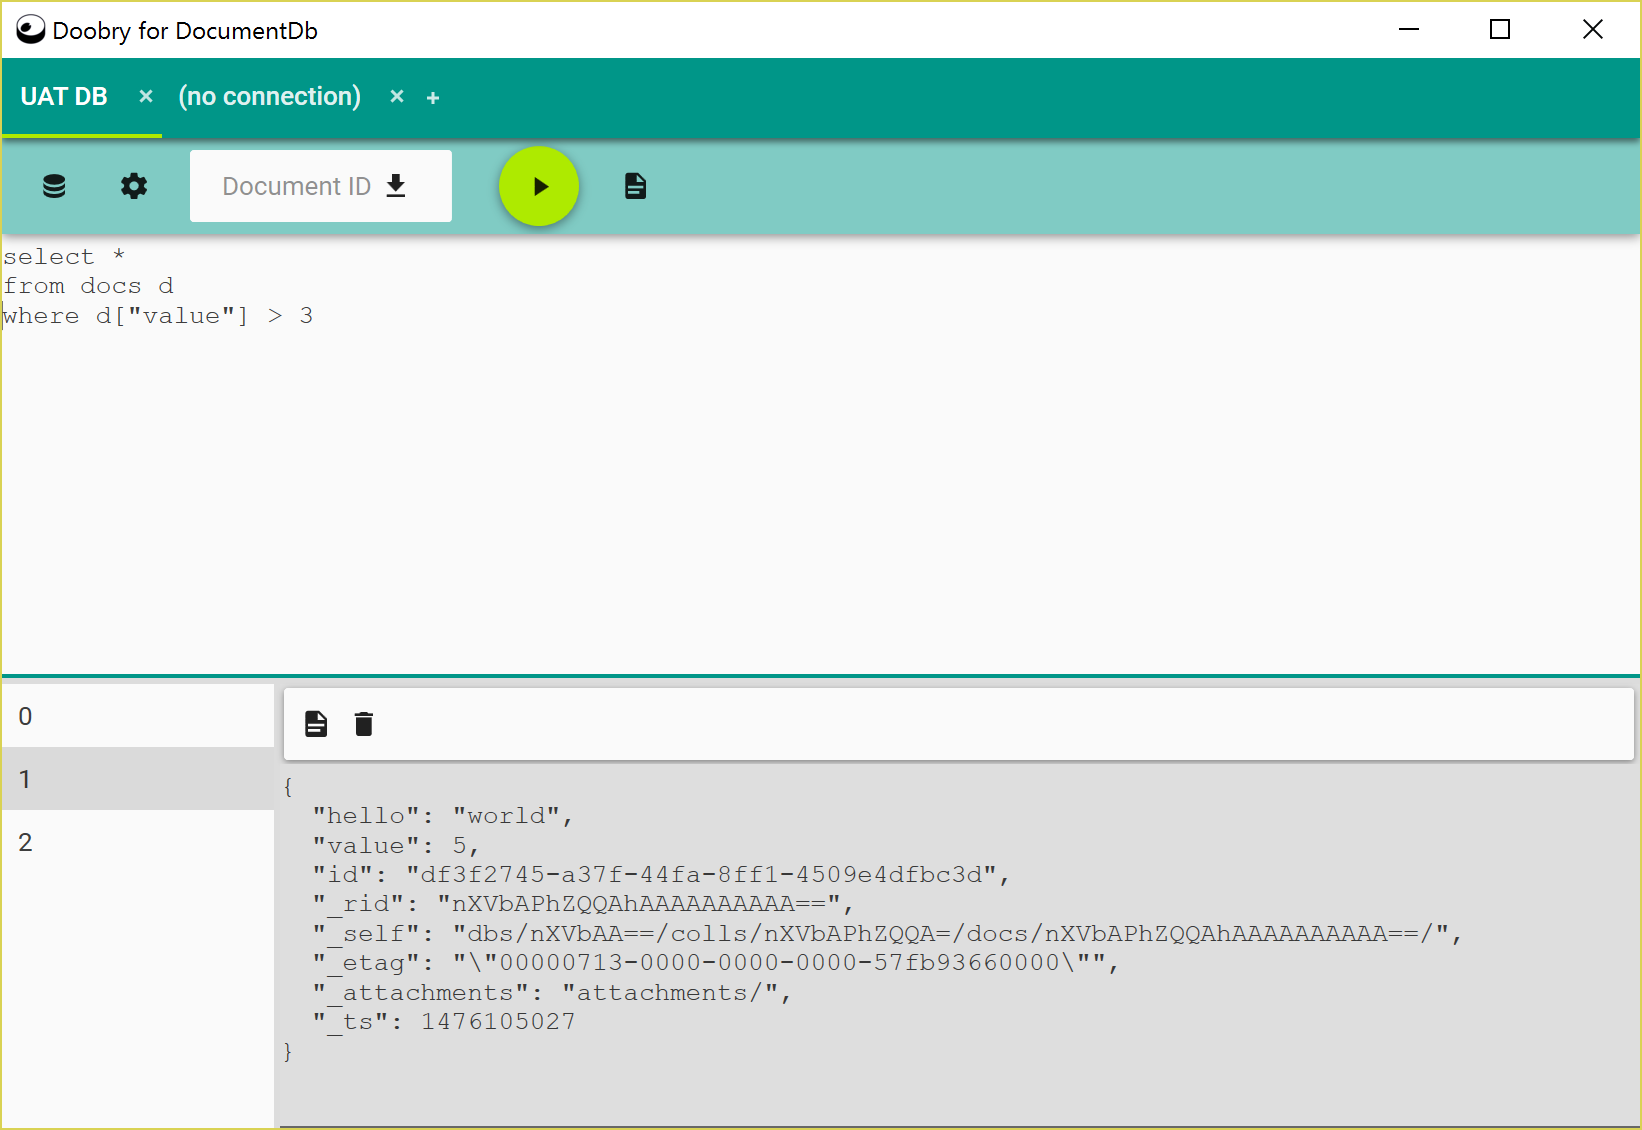 Doobry for DocumentDb
UAT DB × (no connection) × +
Document ID
select *
from docs d
where d["value"] > 3
0
1
2
{
"hello": "world",
"value": 5,
"id": "df3f2745-a37f-44fa-8ff1-4509e4dfbc3d",
"_rid": "nXVbAPhZQQAhAAAAAAAAAA==",
"_self": "dbs/nXVbAA==/colls/nXVbAPhZQQA=/docs/nXVbAPhZQQAhAAAAAAAAAA==/",
"_etag": "\"00000713-0000-0000-0000-57fb93660000\"",
"_attachments": "attachments/",
"_ts": 1476105027
}